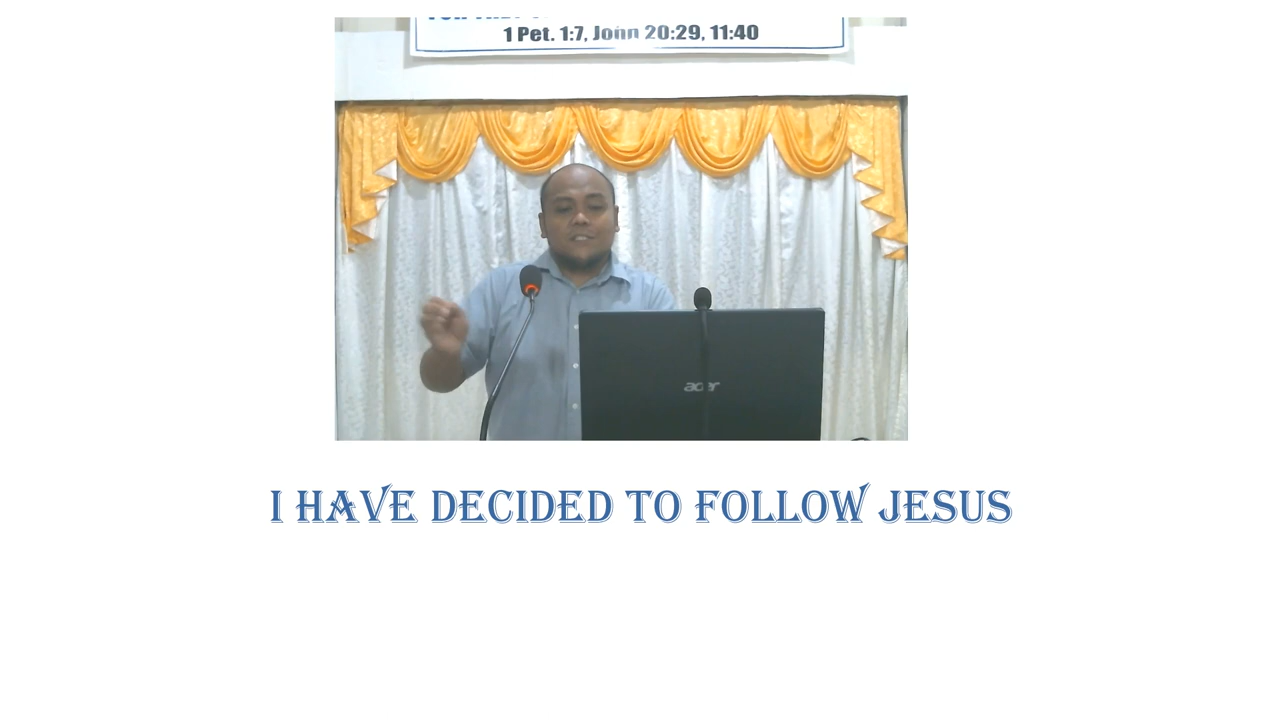 1 Pet. 1:7, John 20:29, 11:40
acer
I HAVE DECIDED TO FOLLOW JESUS